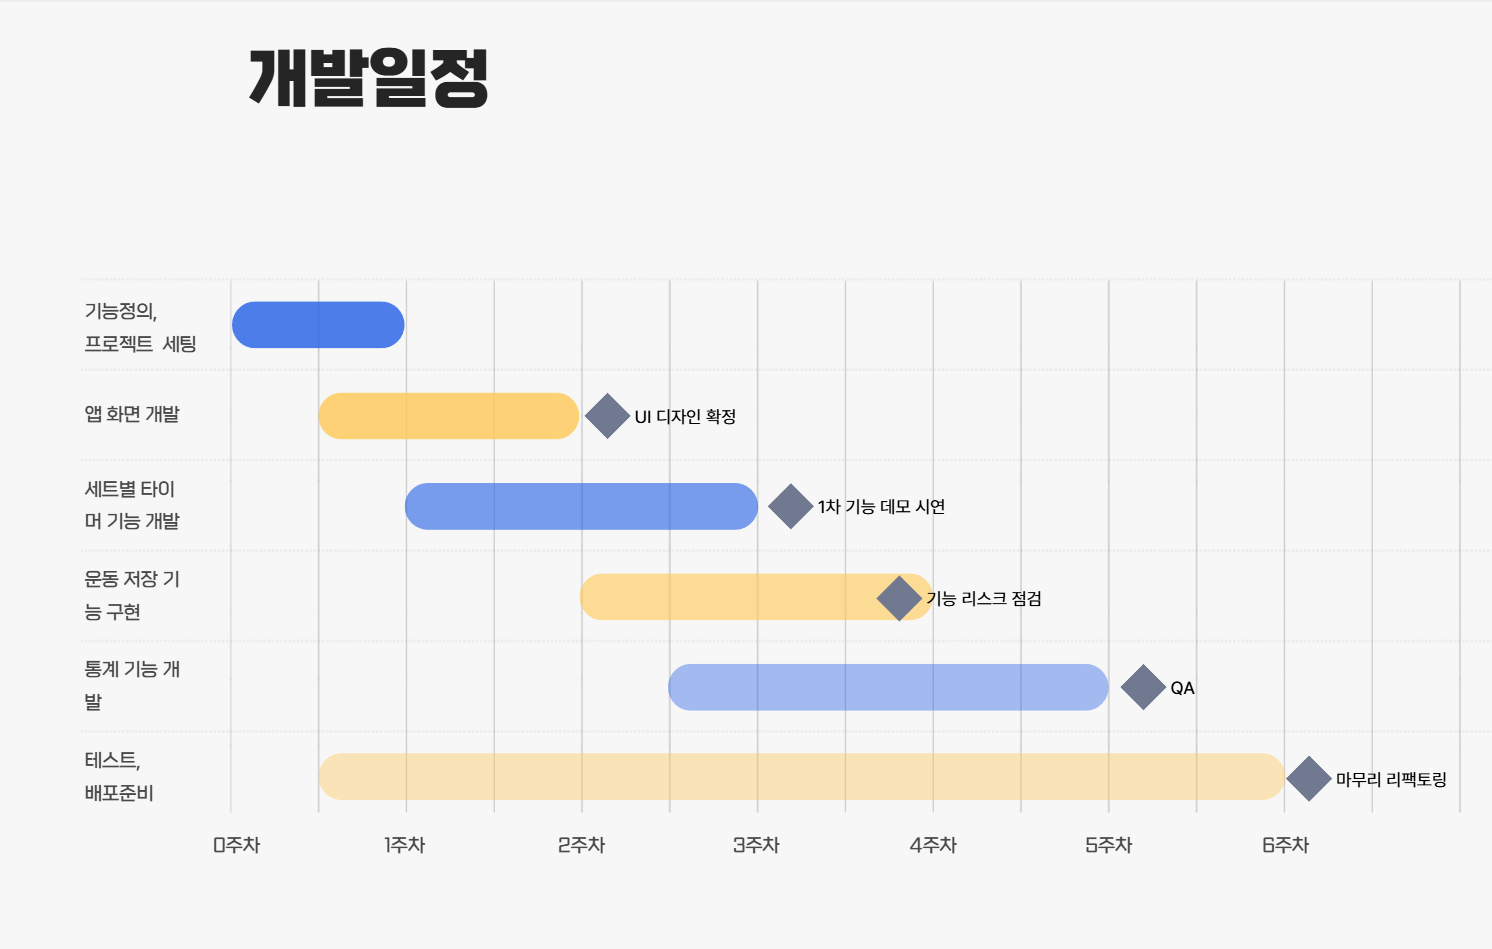 개발일정
기능정의,
프로젝트 세팅
앱 화면 개발
UI 디자인 확정
세트별 타이
머 기능 개발
1차 기능 데모 시연
운동 저장 기
능 구현
기능 리스크 점검
통계 기능 개
발
QA
테스트,
배포준비
마무리 리팩토링
0주차
1주차
2주차
3주차
4주차
5주차
6주차